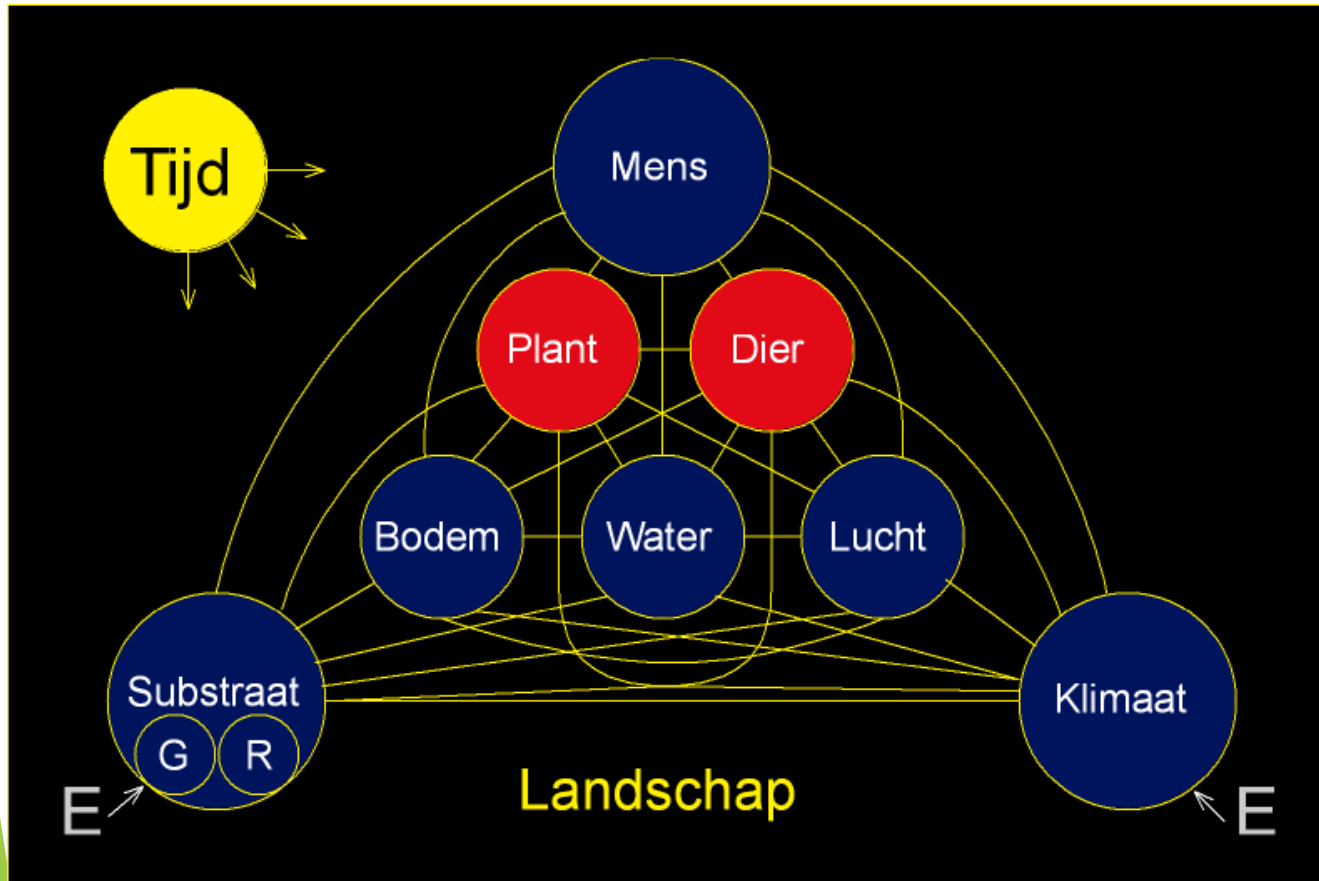 Tijd
Mens
Plant
Dier
Bodem
Water
Lucht
Substraat
G
R
Klimaat
E
Landschap
E